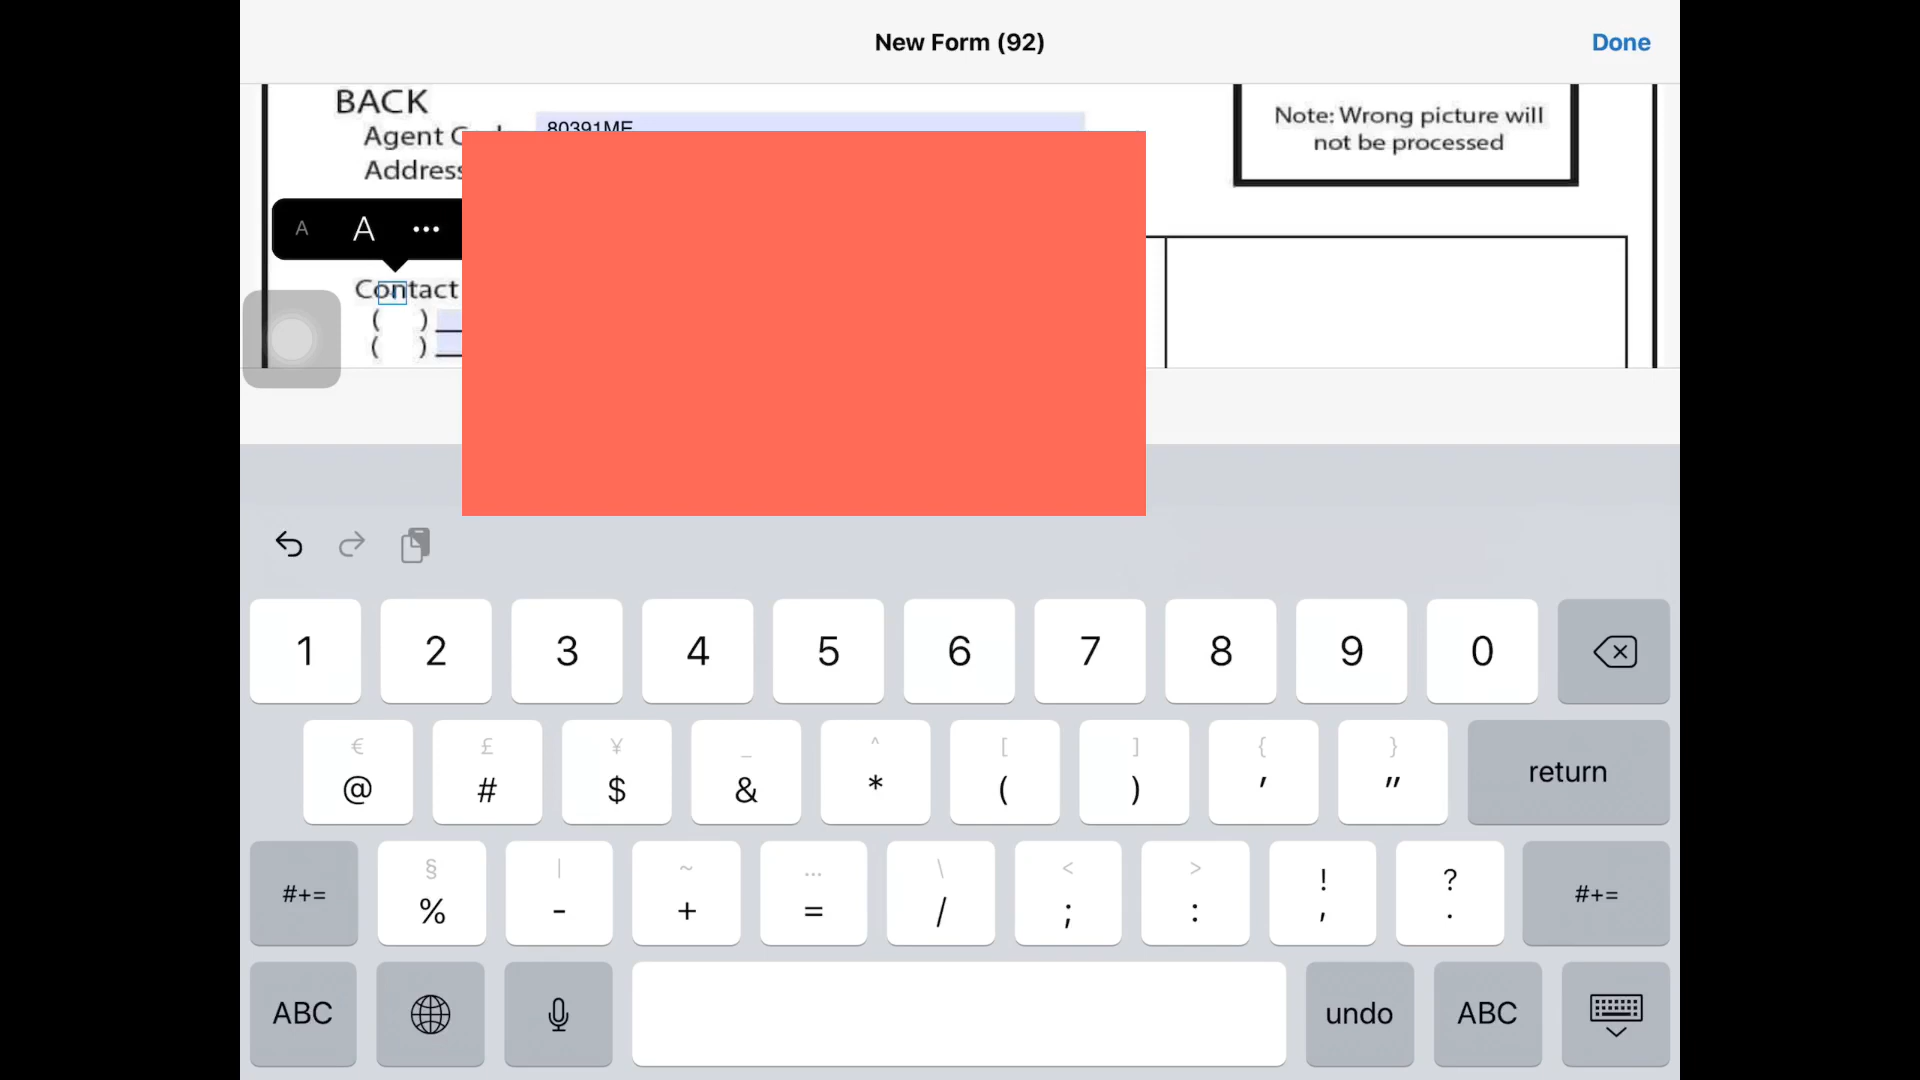 New Form (92)
Done
BACK
Agent
80391ME
Address
Note: Wrong picture will
not be processed
A A •••
Contact
( )
( )
1 2 3 4 5 6 7 8 9 0
€ £ ¥ _ ^ [ ] { }
@ # $ & * ( ) ' " return
§ | ~ … \ < > ! ?
#+= % - + = / ; : , . #+=
ABC undo ABC